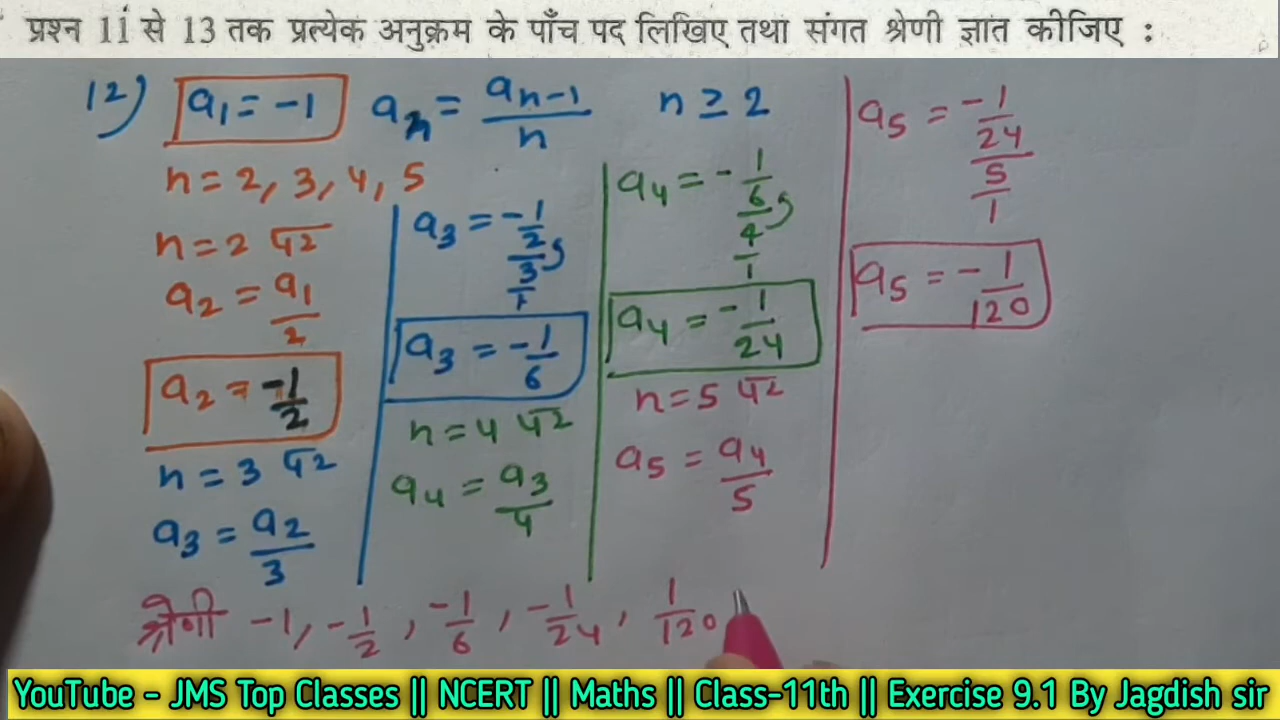 प्रश्न 11 से 13 तक प्रत्येक अनुक्रम के पाँच पद लिखिए तथा संगत श्रेणी ज्ञात कीजिए :
12) a₁ = -1 aₙ = aₙ₋₁/n n ≥ 2
n = 2, 3, 4, 5
n = 2 पर
a₂ = a₁/2
a₂ = -1/2
n = 3 पर
a₃ = a₂/3
a₃ = -1/2/3/1
a₃ = -1/6
n = 4 पर
a₄ = a₃/4
a₄ = -1/6/4/1
a₄ = -1/24
n = 5 पर
a₅ = a₄/5
a₅ = -1/24/5/1
a₅ = -1/120
श्रेणी -1, -1/2, -1/6, -1/24, 1/120
YouTube - JMS Top Classes || NCERT || Maths || Class-11th || Exercise 9.1 By Jagdish sir